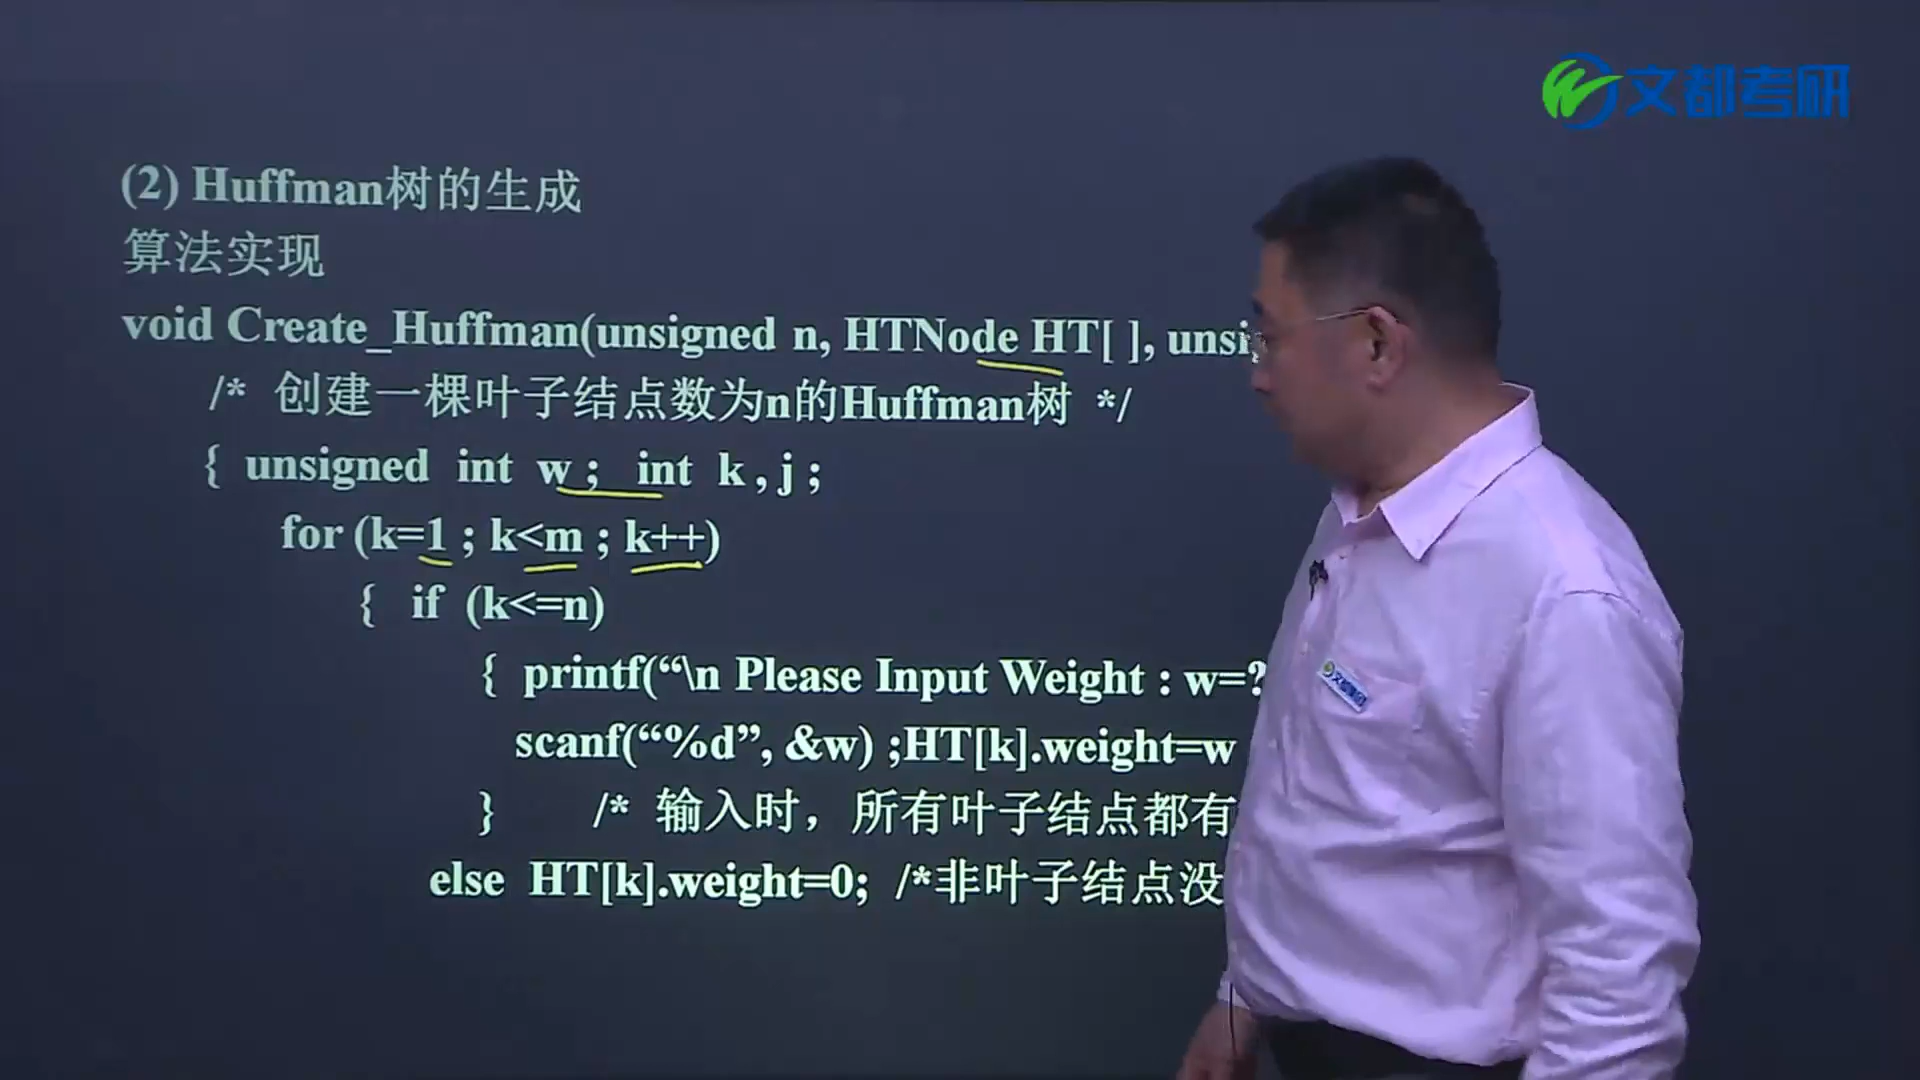 文都考研
(2) Huffman树的生成
算法实现
void Create_Huffman(unsigned n, HTNode HT[ ], unsi
/* 创建一棵叶子结点数为n的Huffman树 */
{ unsigned int w ; int k , j ;
for (k=1 ; k<m ; k++)
{ if (k<=n)
{ printf(“\n Please Input Weight : w=?
scanf(“%d”, &w) ;HT[k].weight=w
} /* 输入时，所有叶子结点都有
else HT[k].weight=0; /*非叶子结点没